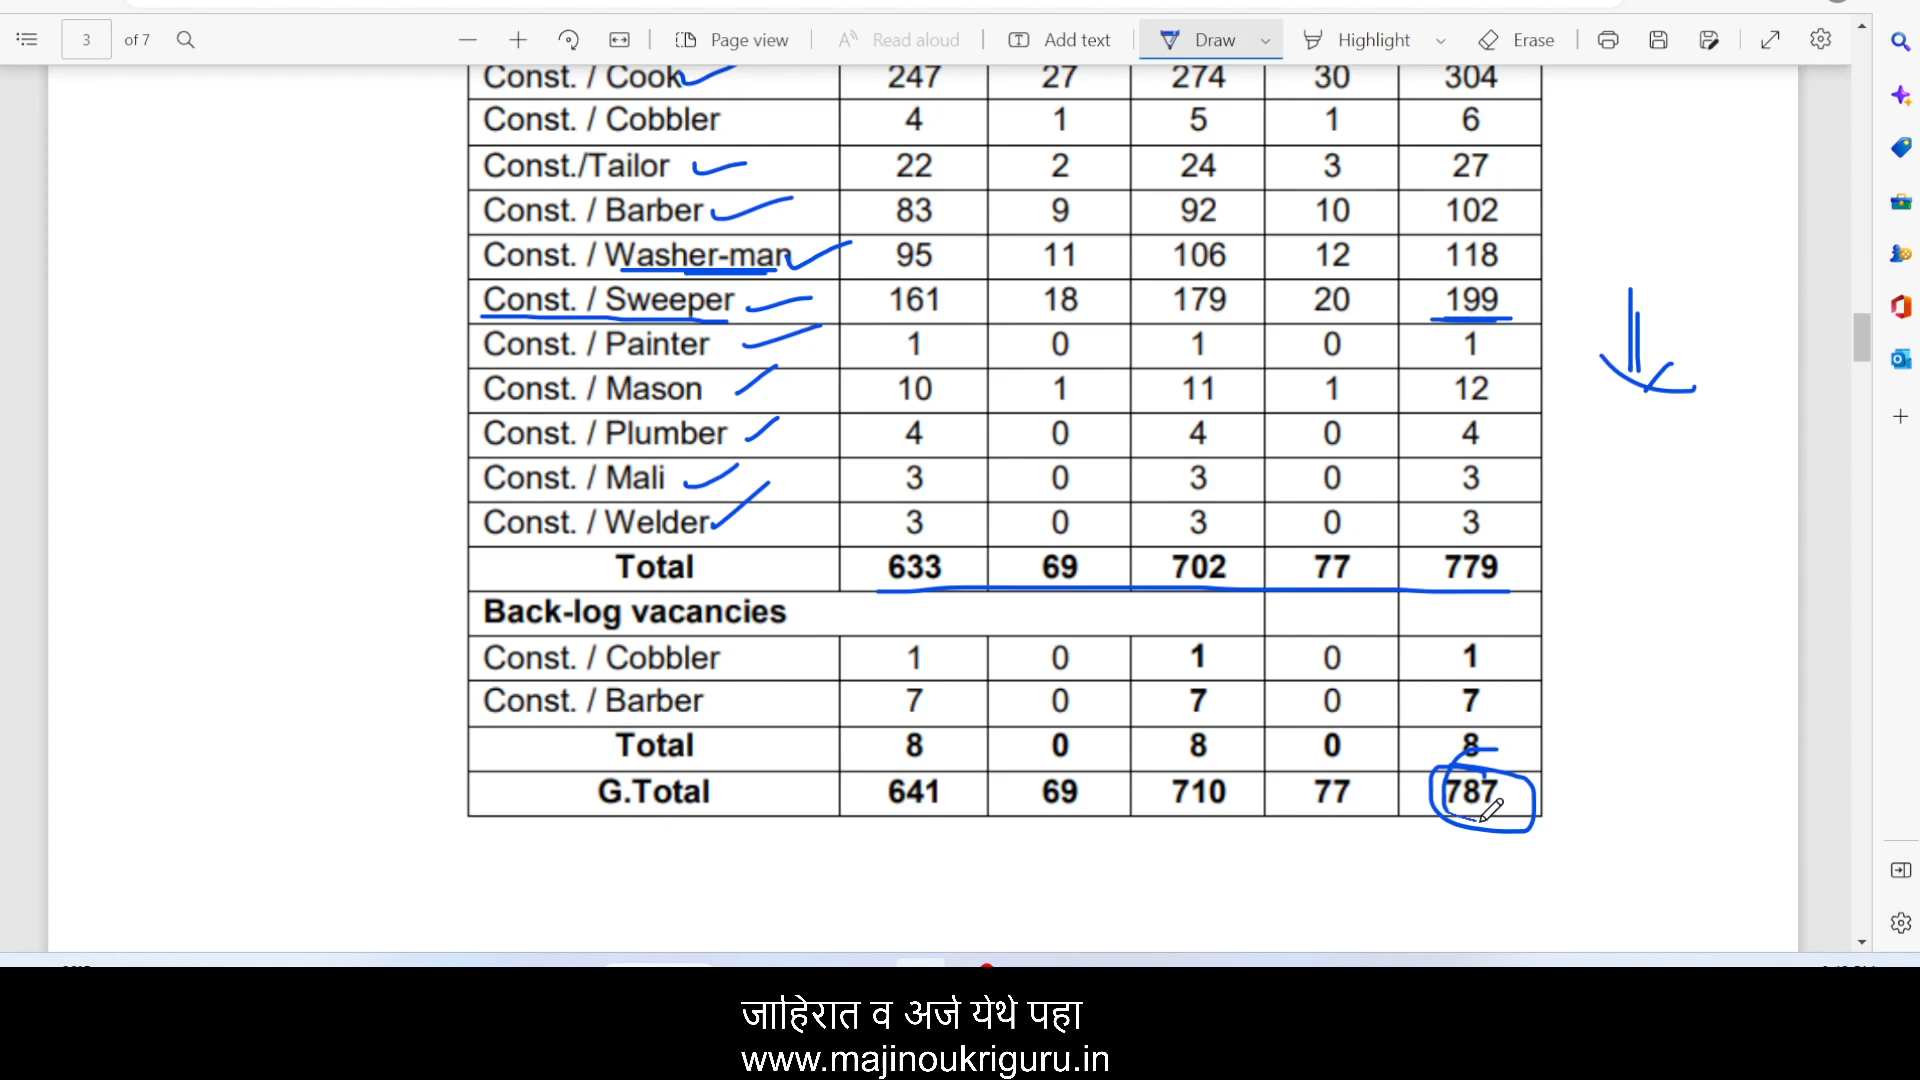 3 of 7 Page view Read aloud Add text Draw Highlight Erase
Const. / Cook 247 27 274 30 304
Const. / Cobbler 4 1 5 1 6
Const./Tailor 22 2 24 3 27
Const. / Barber 83 9 92 10 102
Const. / Washer-man 95 11 106 12 118
Const. / Sweeper 161 18 179 20 199
Const. / Painter 1 0 1 0 1
Const. / Mason 10 1 11 1 12
Const. / Plumber 4 0 4 0 4
Const. / Mali 3 0 3 0 3
Const. / Welder 3 0 3 0 3
Total 633 69 702 77 779
Back-log vacancies
Const. / Cobbler 1 0 1 0 1
Const. / Barber 7 0 7 0 7
Total 8 0 8 0 8
G.Total 641 69 710 77 787
जाहिरात व अर्ज येथे पहा
www.majinoukriguru.in